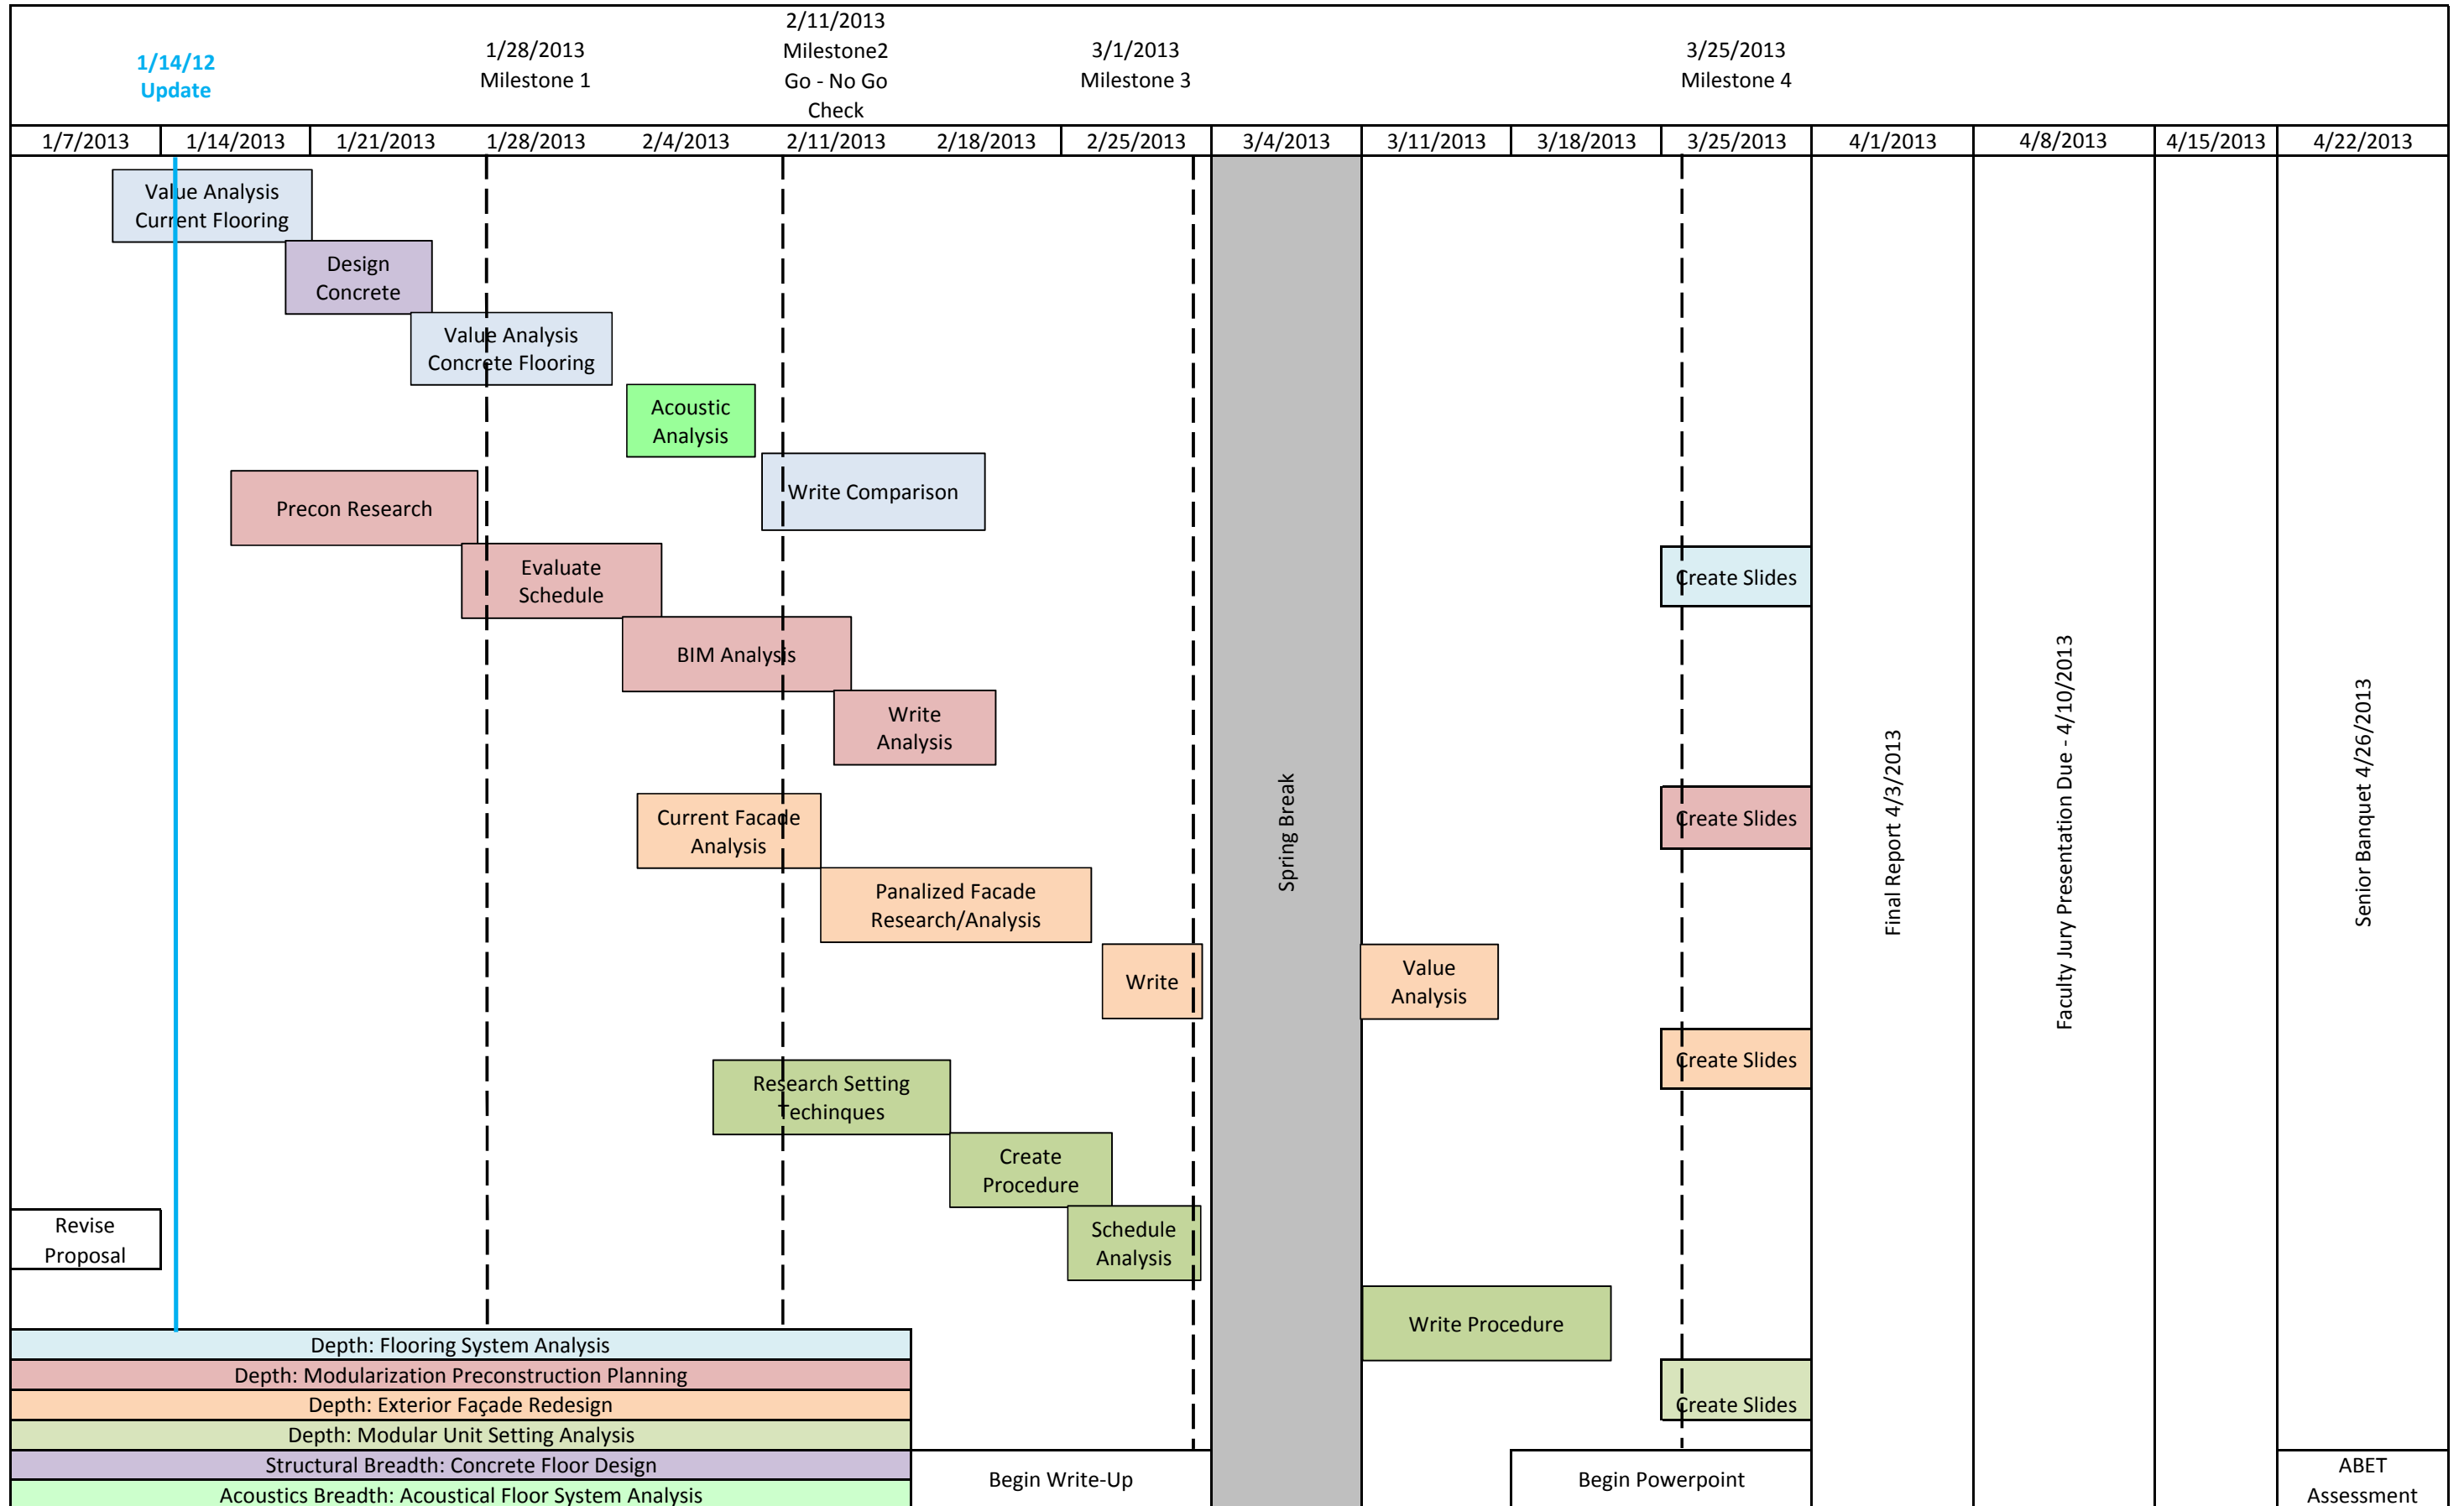 1/14/12
Update
1/28/2013
Milestone 1
2/11/2013
Milestone2
Go - No Go
Check
3/1/2013
Milestone 3
3/25/2013
Milestone 4
1/7/2013
1/14/2013
1/21/2013
1/28/2013
2/4/2013
2/11/2013
2/18/2013
2/25/2013
3/4/2013
3/11/2013
3/18/2013
3/25/2013
4/1/2013
4/8/2013
4/15/2013
4/22/2013
Value Analysis
Current Flooring
Design
Concrete
Value Analysis
Concrete Flooring
Acoustic
Analysis
Write Comparison
Precon Research
Evaluate
Schedule
Create Slides
BIM Analysis
Write
Analysis
Current Facade
Analysis
Create Slides
Panalized Facade
Research/Analysis
Write
Value
Analysis
Create Slides
Research Setting
Techinques
Create
Procedure
Schedule
Analysis
Revise
Proposal
Write Procedure
Create Slides
Spring Break
Final Report 4/3/2013
Faculty Jury Presentation Due - 4/10/2013
Senior Banquet 4/26/2013
Depth: Flooring System Analysis
Depth: Modularization Preconstruction Planning
Depth: Exterior Façade Redesign
Depth: Modular Unit Setting Analysis
Structural Breadth: Concrete Floor Design
Acoustics Breadth: Acoustical Floor System Analysis
Begin Write-Up
Begin Powerpoint
ABET
Assessment